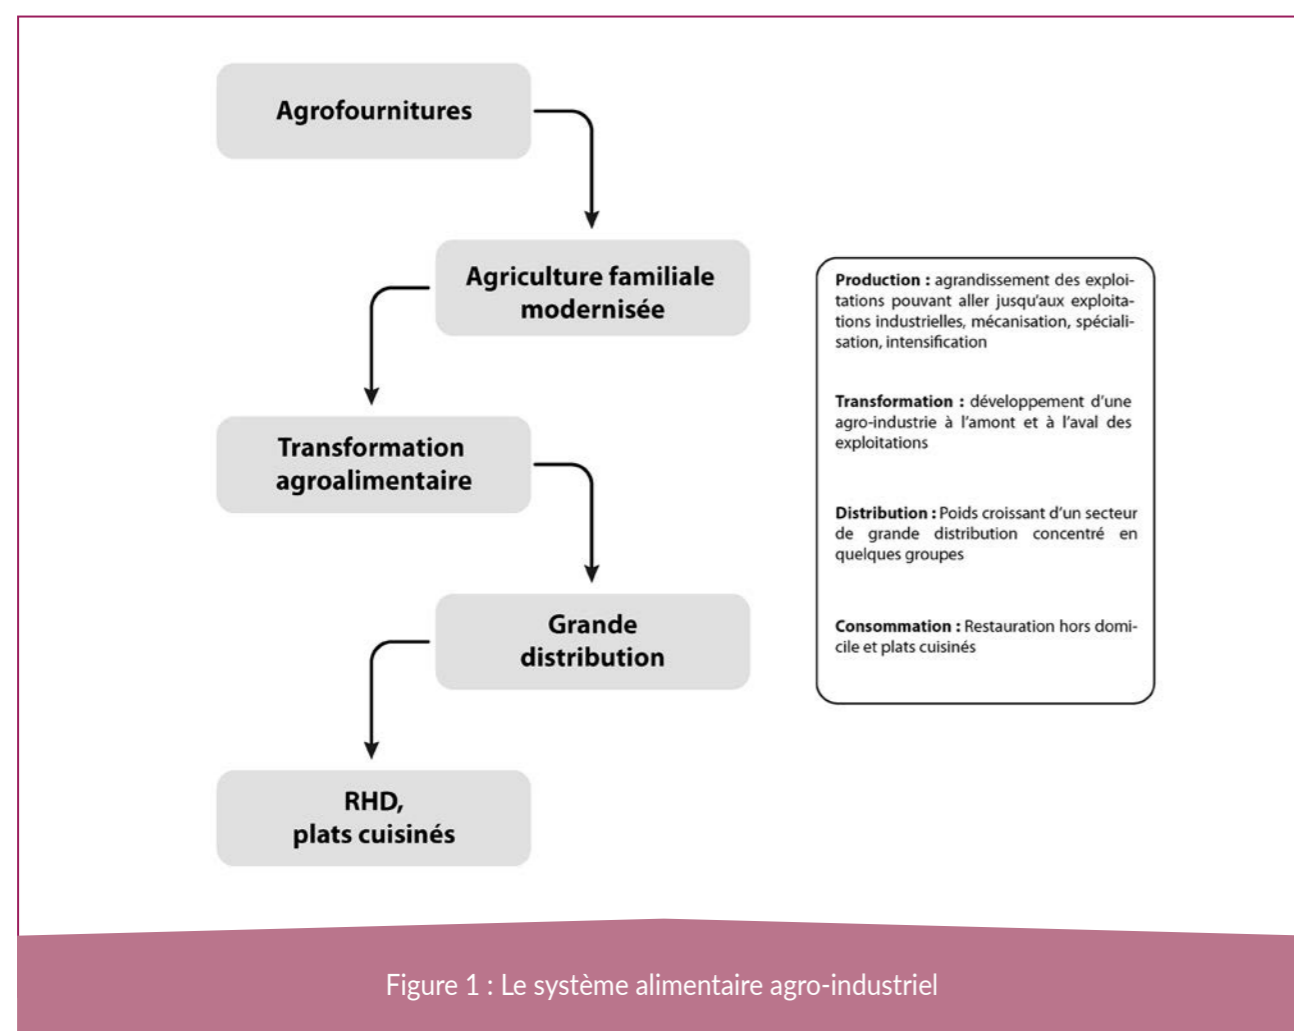 Agrofournitures
Agriculture familiale
modernisée
Transformation
agroalimentaire
Grande
distribution
RHD,
plats cuisinés
Production : agrandissement des exploi-
tations pouvant aller jusqu'aux exploita-
tions industrielles, mécanisation, spéciali-
sation, intensification
Transformation : développement d'une
agro-industrie à l'amont et à l'aval des
exploitations
Distribution : Poids croissant d'un secteur
de grande distribution concentré en
quelques groupes
Consommation : Restauration hors domi-
cile et plats cuisinés
Figure 1 : Le système alimentaire agro-industriel